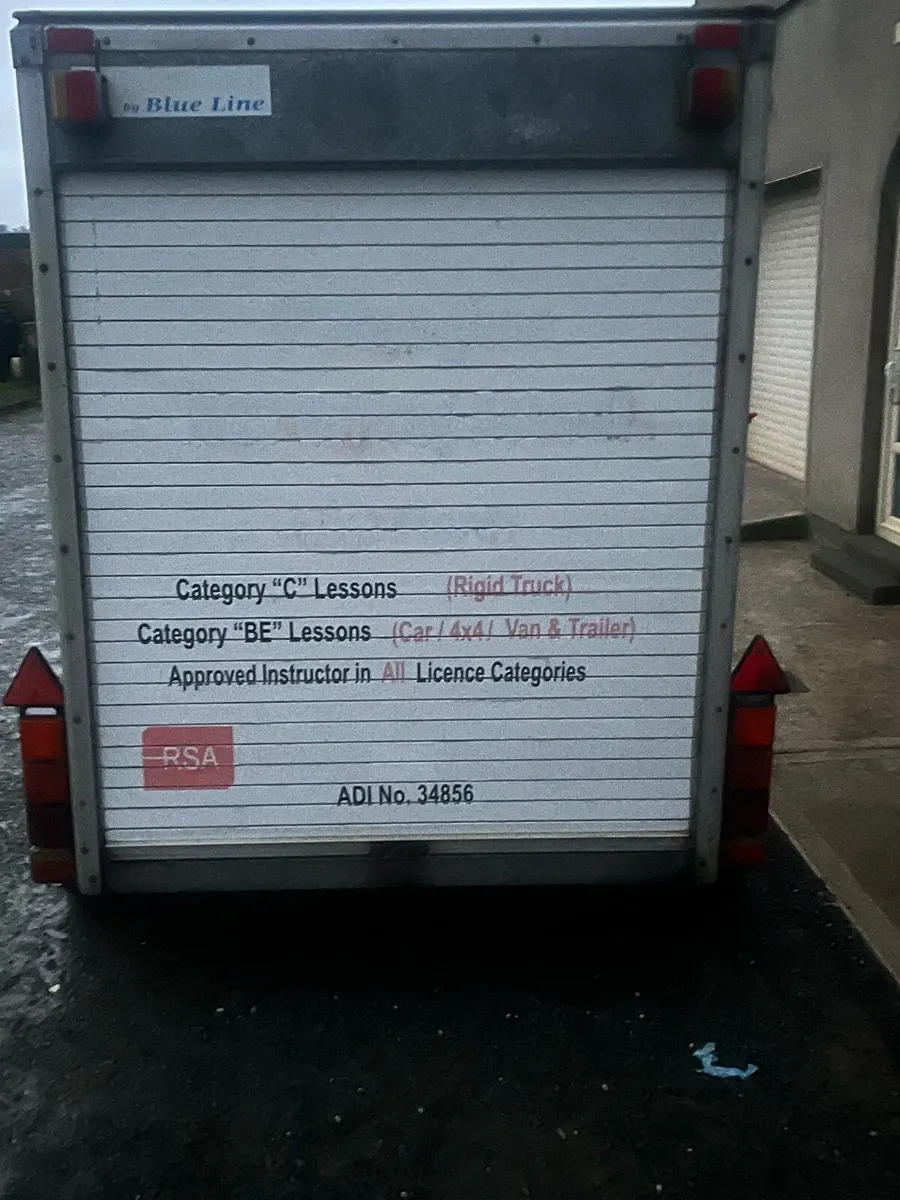 by Blue Line
Category “C” Lessons (Rigid Truck)
Category “BE” Lessons (Car / 4x4 / Van & Trailer)
Approved Instructor in All Licence Categories
RSA
ADI No. 34856